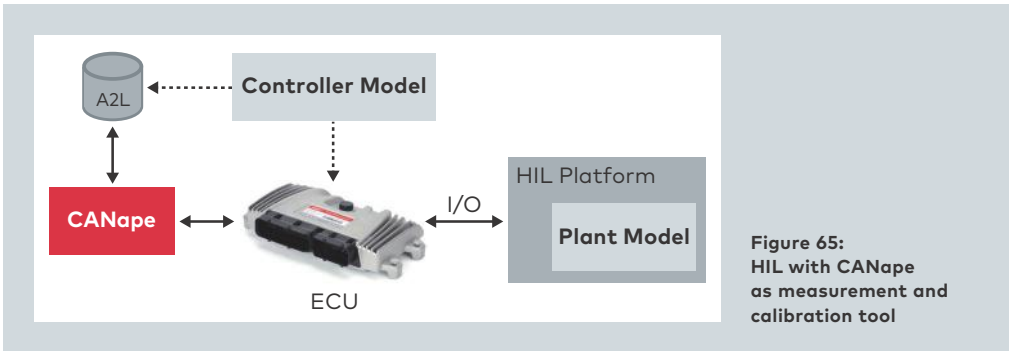 Controller Model
A2L
CANape
I/O
HIL Platform
Plant Model
ECU
Figure 65:
HIL with CANape
as measurement and
calibration tool